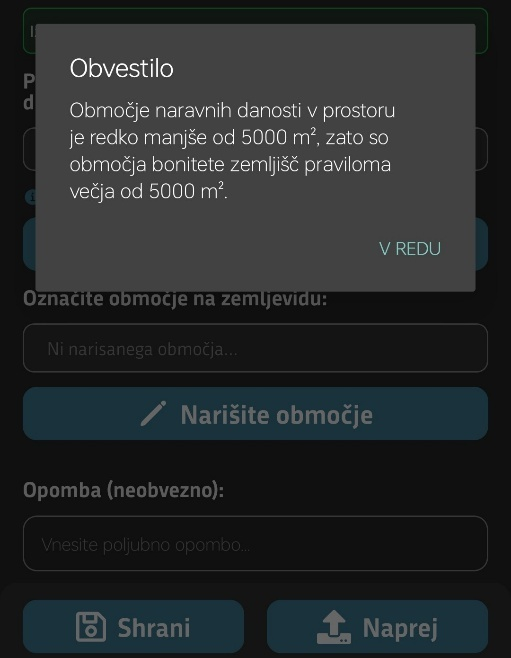 Obvestilo
Območje naravnih danosti v prostoru
je redko manjše od 5000 m², zato so
območja bonitete zemljišč praviloma
večja od 5000 m².
V REDU
Označite območje na zemljevidu:
Ni narisanega območja...
Narišite območje
Opomba (neobvezno):
Vnesite poljubno opombo...
Shrani
Naprej